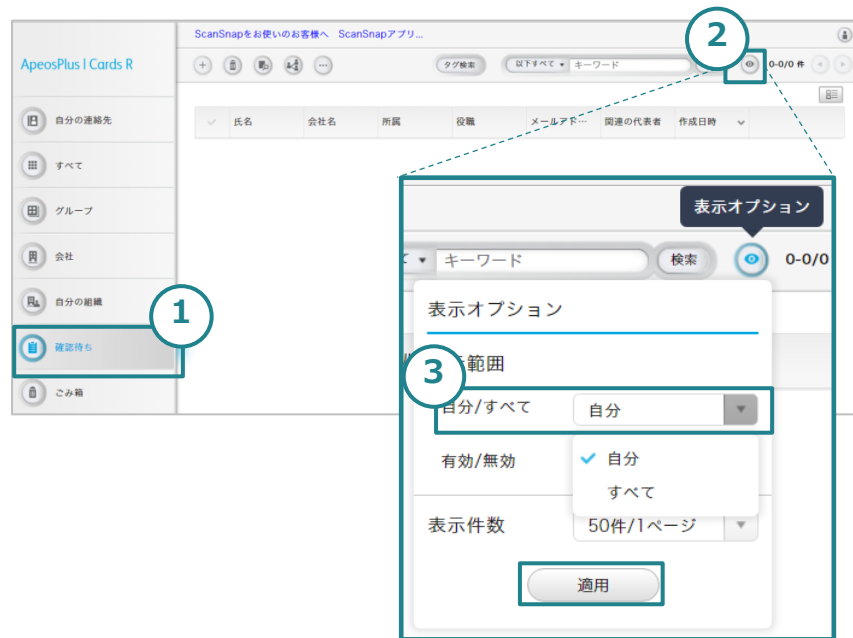 ScanSnapをお使いのお客様へ ScanSnapアプリ...
2
ApeosPlus l Cards R
タグ検索
以下すべて
キーワード
0-0/0 件
自分の連絡先
氏名
会社名
所属
役職
メールアド…
関連の代表者
作成日時
すべて
グループ
表示オプション
キーワード
検索
0-0/0
会社
自分の組織
1
確認待ち
ごみ箱
表示オプション
範囲
3
自分/すべて
自分
有効/無効
自分
すべて
表示件数
50件/1ページ
適用